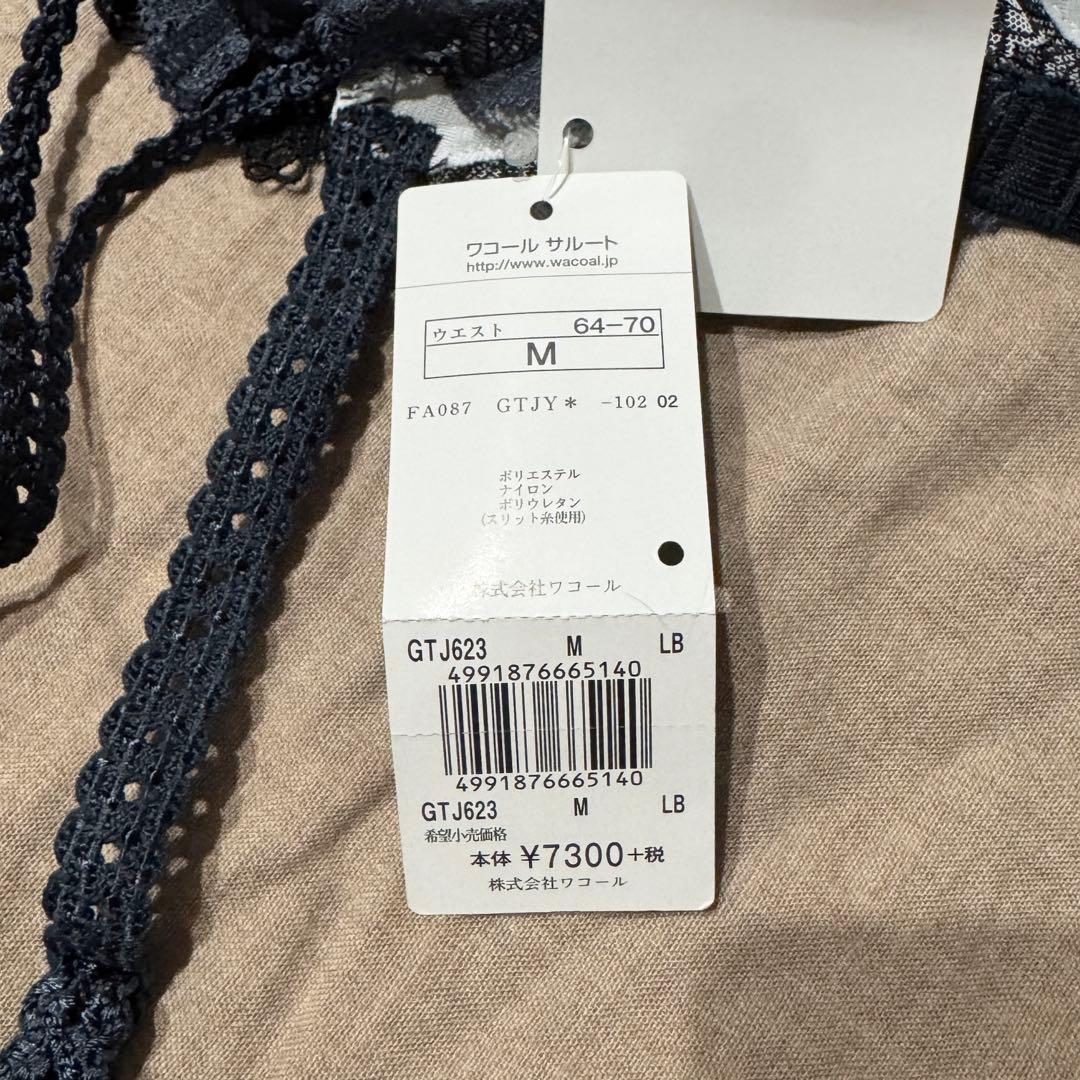 ワコール サルート
http://www.wacoal.jp
ウエスト 64-70
M
FA087 GTJY* -102 02
ポリエステル
ナイロン
ポリウレタン
(スリット糸使用)
株式会社ワコール
GTJ623 M LB
4991876665140
4991876665140
GTJ623 M LB
希望小売価格
本体 ¥7300+税
株式会社ワコール